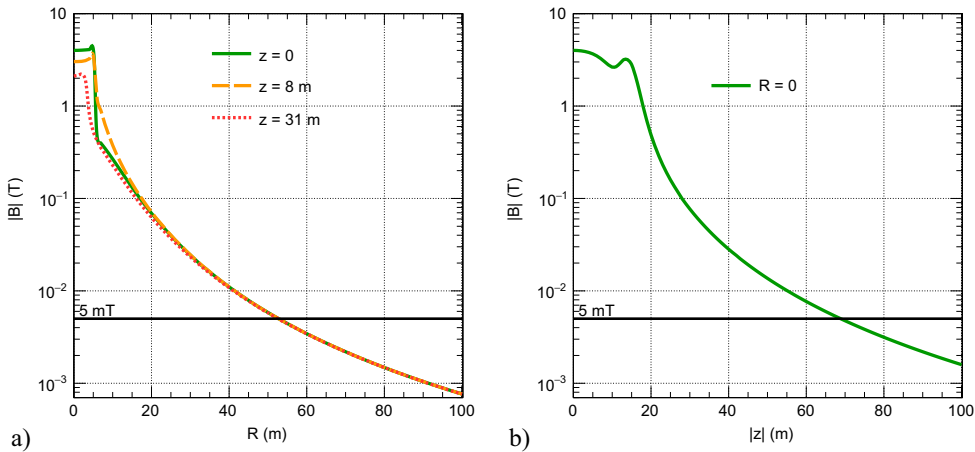 |B| (T)
10
1
10⁻¹
10⁻²
10⁻³
0 20 40 60 80 100
R (m)
z = 0
z = 8 m
z = 31 m
5 mT
a)
|B| (T)
10
1
10⁻¹
10⁻²
10⁻³
0 20 40 60 80 100
|z| (m)
R = 0
5 mT
b)